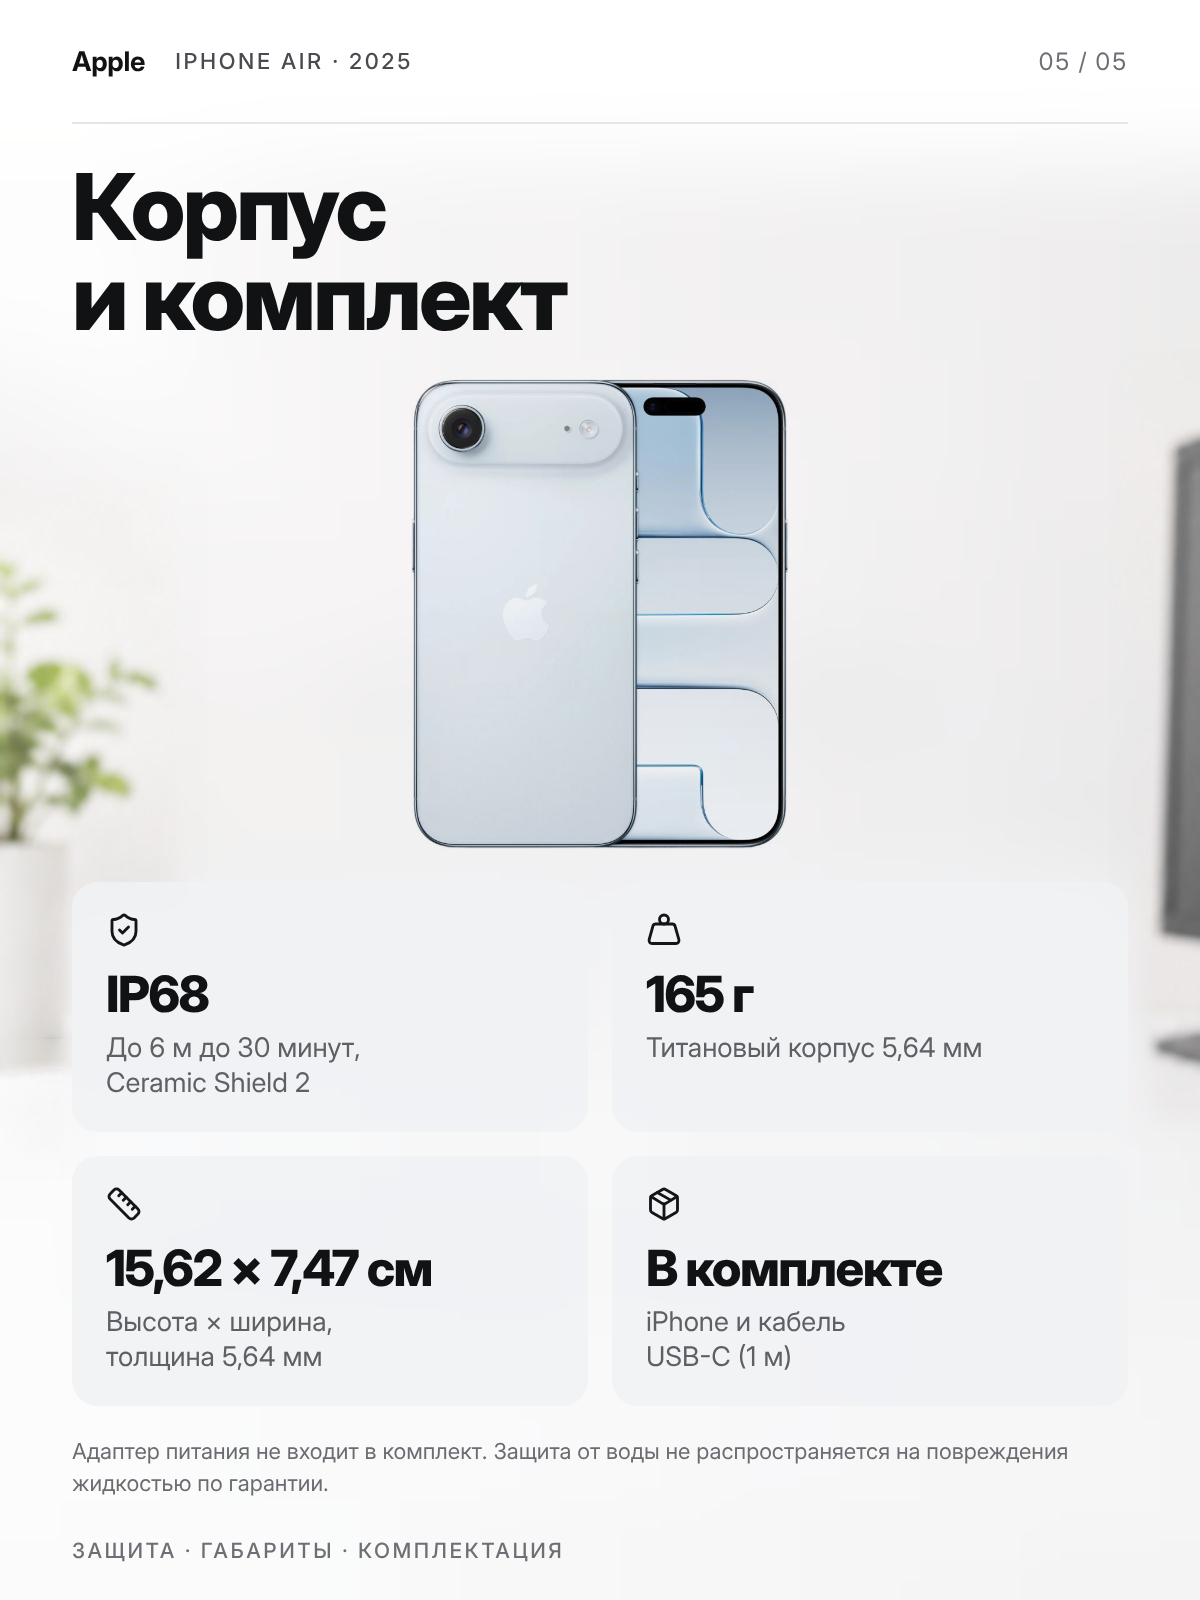 Apple IPHONE AIR · 2025 05 / 05
Корпус
и комплект
IP68
До 6 м до 30 минут,
Ceramic Shield 2
165 г
Титановый корпус 5,64 мм
15,62 × 7,47 см
Высота × ширина,
толщина 5,64 мм
В комплекте
iPhone и кабель
USB-C (1 м)
Адаптер питания не входит в комплект. Защита от воды не распространяется на повреждения
жидкостью по гарантии.
ЗАЩИТА · ГАБАРИТЫ · КОМПЛЕКТАЦИЯ